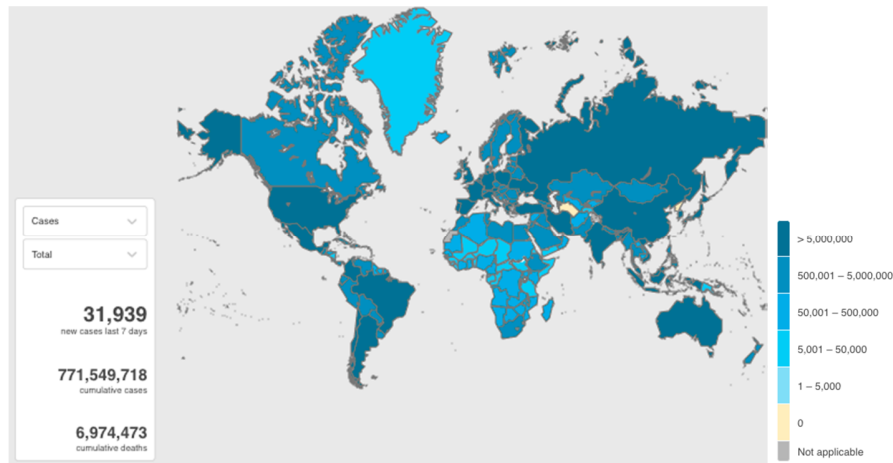 Cases
Total
31,939
new cases last 7 days
771,549,718
cumulative cases
6,974,473
cumulative deaths
> 5,000,000
500,001 – 5,000,000
50,001 – 500,000
5,001 – 50,000
1 – 5,000
0
Not applicable